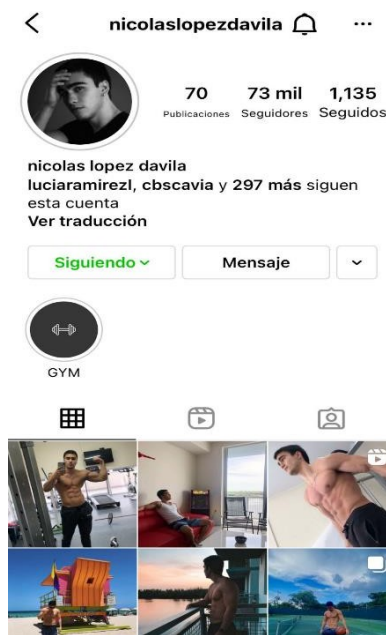 nicolaslopezdavila
70 73 mil 1,135
Publicaciones Seguidores Seguidos
nicolas lopez davila
luciaramirezl, cbscavia y 297 más siguen
esta cuenta
Ver traducción
Siguiendo Mensaje
GYM